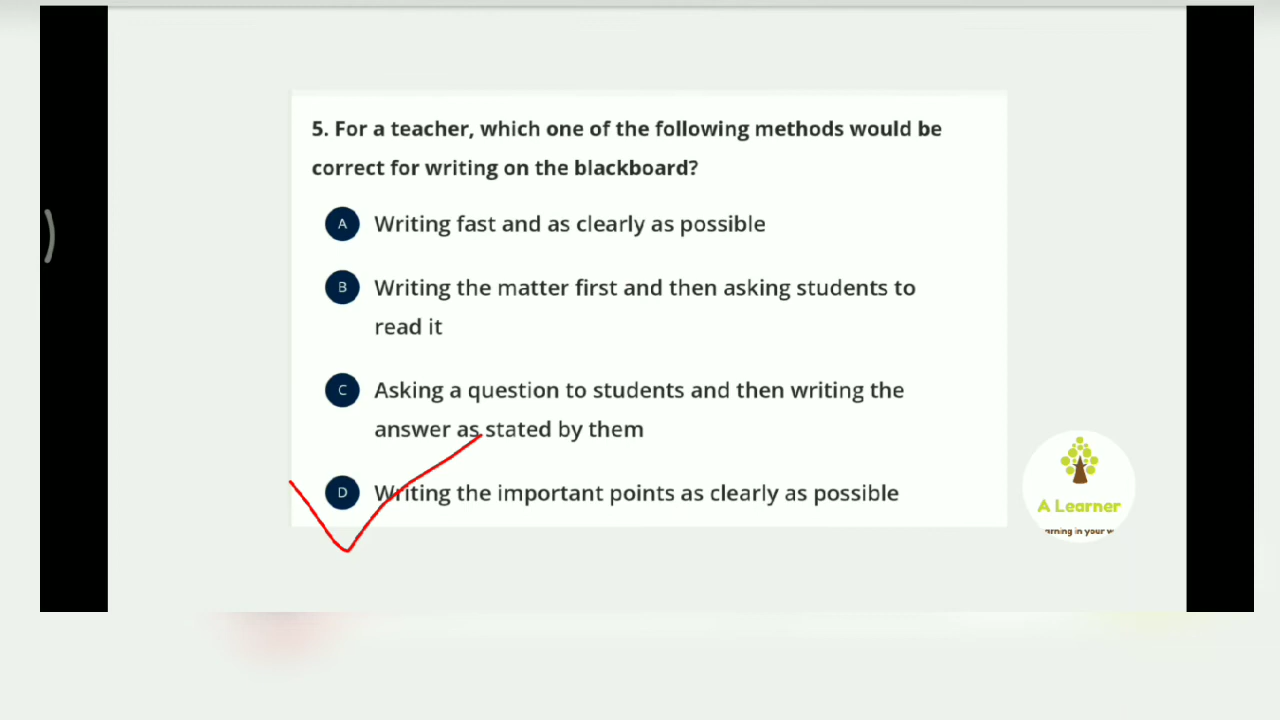 5. For a teacher, which one of the following methods would be
correct for writing on the blackboard?
A Writing fast and as clearly as possible
B Writing the matter first and then asking students to
read it
C Asking a question to students and then writing the
answer as stated by them
D Writing the important points as clearly as possible
A Learner
in your